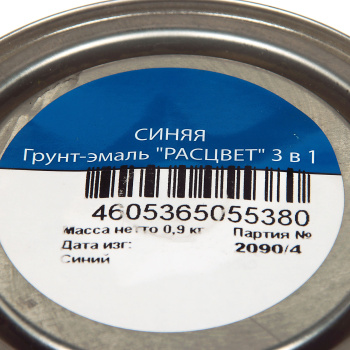 СИНЯЯ
Грунт-эмаль "РАСЦВЕТ" 3 в 1
4605365055380
Масса нетто 0,9 кг Партия №
Дата изг: 2090/4
Синий